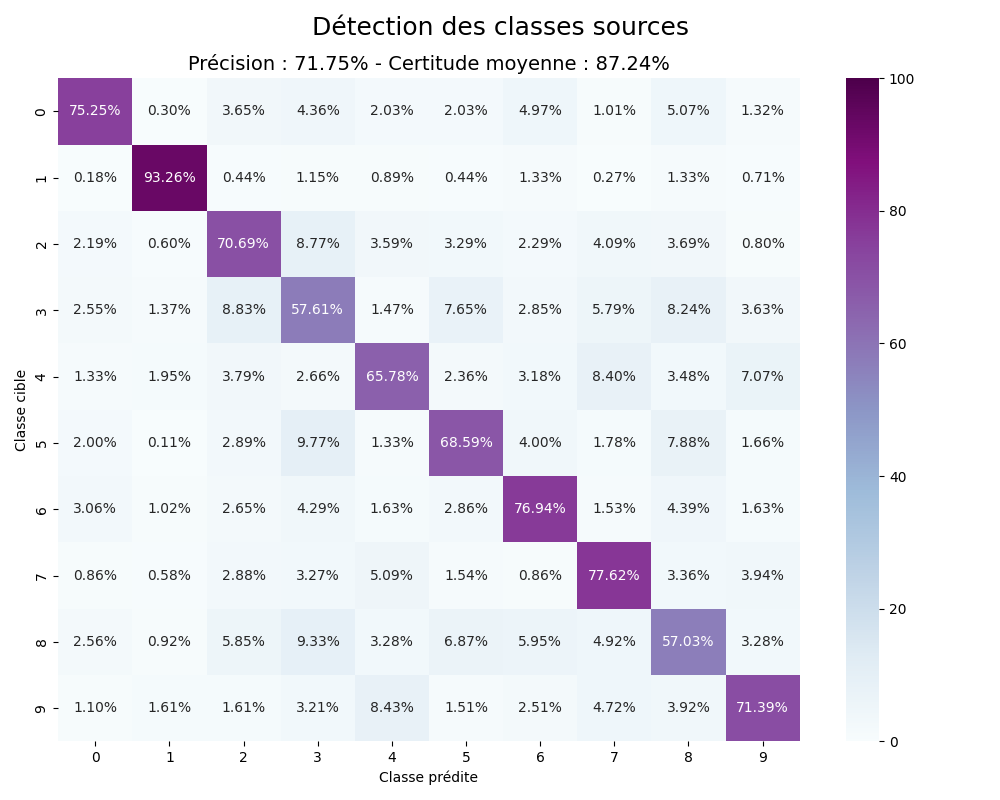 Détection des classes sources
Précision : 71.75% - Certitude moyenne : 87.24%
0 75.25% 0.30% 3.65% 4.36% 2.03% 2.03% 4.97% 1.01% 5.07% 1.32%
1 0.18% 93.26% 0.44% 1.15% 0.89% 0.44% 1.33% 0.27% 1.33% 0.71%
2 2.19% 0.60% 70.69% 8.77% 3.59% 3.29% 2.29% 4.09% 3.69% 0.80%
3 2.55% 1.37% 8.83% 57.61% 1.47% 7.65% 2.85% 5.79% 8.24% 3.63%
4 1.33% 1.95% 3.79% 2.66% 65.78% 2.36% 3.18% 8.40% 3.48% 7.07%
5 2.00% 0.11% 2.89% 9.77% 1.33% 68.59% 4.00% 1.78% 7.88% 1.66%
6 3.06% 1.02% 2.65% 4.29% 1.63% 2.86% 76.94% 1.53% 4.39% 1.63%
7 0.86% 0.58% 2.88% 3.27% 5.09% 1.54% 0.86% 77.62% 3.36% 3.94%
8 2.56% 0.92% 5.85% 9.33% 3.28% 6.87% 5.95% 4.92% 57.03% 3.28%
9 1.10% 1.61% 1.61% 3.21% 8.43% 1.51% 2.51% 4.72% 3.92% 71.39%
0 1 2 3 4 5 6 7 8 9
Classe prédite
Classe cible
100
80
60
40
20
0